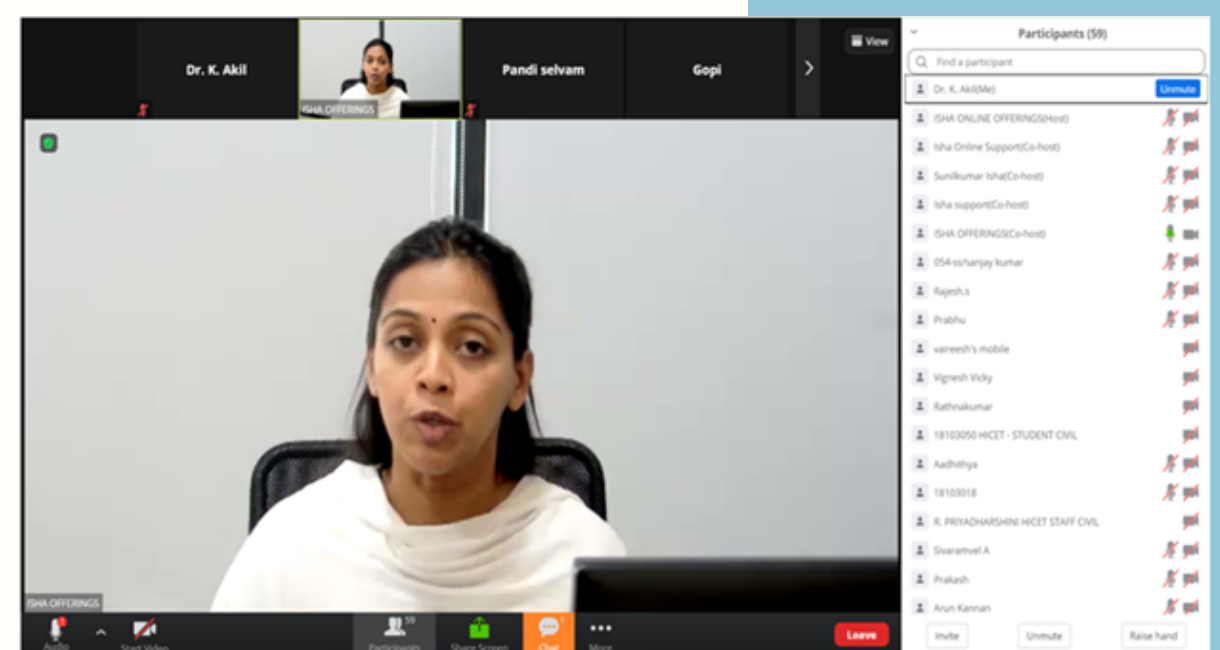 Dr. K. Akil
ISHA OFFERINGS
Pandi selvam
Gopi
View
ISHA OFFERINGS
Audio
Start Video
59
Participants
Share Screen
1
Chat
More
Leave
Participants (59)
Find a participant
Dr. K. Akil(Me)
Unmute
ISHA ONLINE OFFERINGS(Host)
Isha Online Support(Co-host)
Sunilkumar Isha(Co-host)
Isha support(Co-host)
ISHA OFFERINGS(Co-host)
054-ss/sanjay kumar
Rajesh.s
Prabhu
vaireesh's mobile
Vignesh Vicky
Rathnakumar
18103050 HICET - STUDENT CIVIL
Aadhithya
18103018
R. PRIYADHARSHINI HICET STAFF CIVIL
Sivaramvel A
Prakash
Arun Kannan
Invite
Unmute
Raise hand